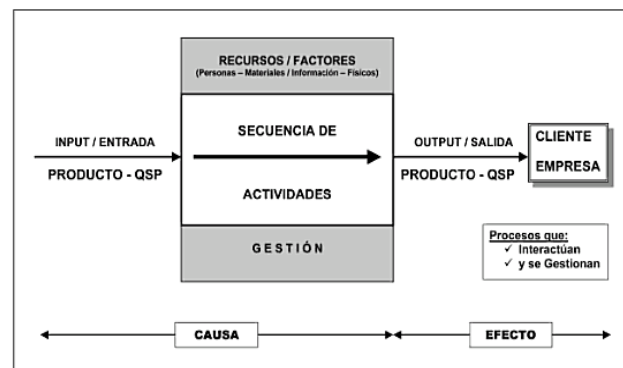 RECURSOS / FACTORES
(Personas – Materiales / Información – Físicos)
INPUT / ENTRADA
PRODUCTO - QSP
SECUENCIA DE
ACTIVIDADES
OUTPUT / SALIDA
PRODUCTO - QSP
CLIENTE
EMPRESA
GESTIÓN
Procesos que:
✓ Interactúan
✓ y se Gestionan
CAUSA
EFECTO